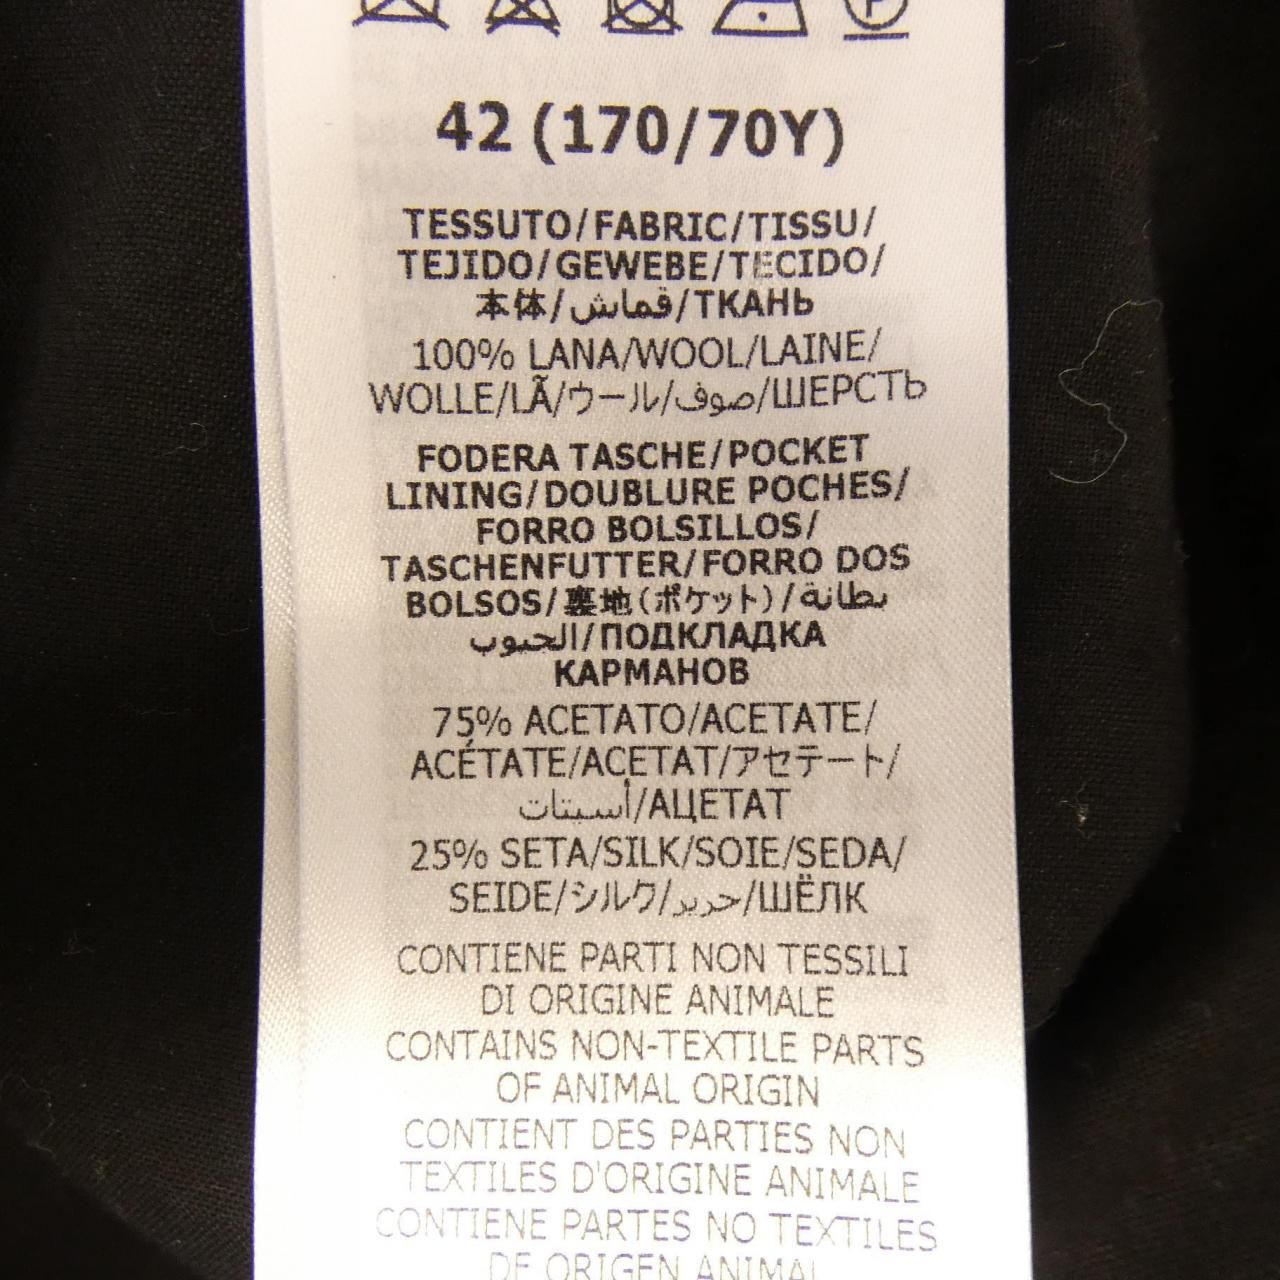 42 (170/70Y)
TESSUTO/FABRIC/TISSU/
TEJIDO/GEWEBE/TECIDO/
本体/قماش/ТКАНЬ
100% LANA/WOOL/LAINE/
WOLLE/LÃ/ウール/صوف/ШЕРСТЬ
FODERA TASCHE/POCKET
LINING/DOUBLURE POCHES/
FORRO BOLSILLOS/
TASCHENFUTTER/FORRO DOS
BOLSOS/裏地(ポケット)/بطانة
الجيوب/ПОДКЛАДКА
КАРМАНОВ
75% ACETATO/ACETATE/
ACÉTATE/ACETAT/アセテート/
أسيتات/АЦЕТАТ
25% SETA/SILK/SOIE/SEDA/
SEIDE/シルク/حرير/ШЁЛК
CONTIENE PARTI NON TESSILI
DI ORIGINE ANIMALE
CONTAINS NON-TEXTILE PARTS
OF ANIMAL ORIGIN
CONTIENT DES PARTIES NON
TEXTILES D'ORIGINE ANIMALE
CONTIENE PARTES NO TEXTILES
DE ORIGEN ANIMAL